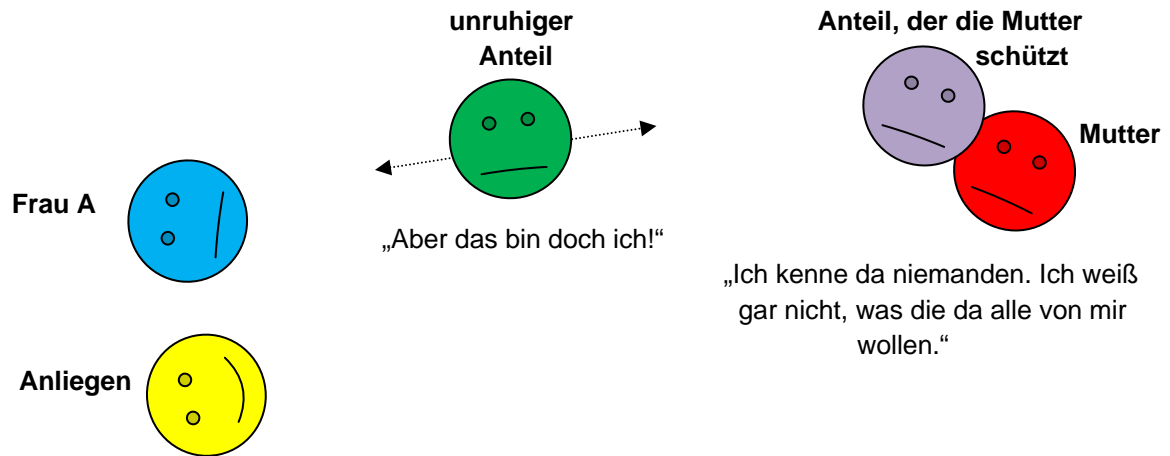 unruhiger
Anteil
Anteil, der die Mutter
schützt
Mutter
Frau A
„Aber das bin doch ich!“
„Ich kenne da niemanden. Ich weiß
gar nicht, was die da alle von mir
wollen.“
Anliegen